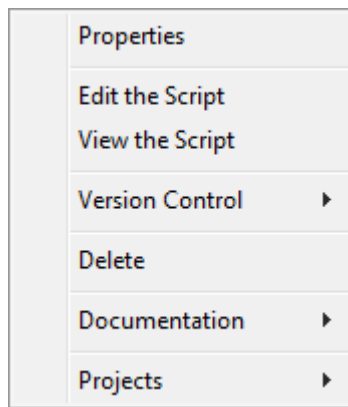 Properties
Edit the Script
View the Script
Version Control
Delete
Documentation
Projects